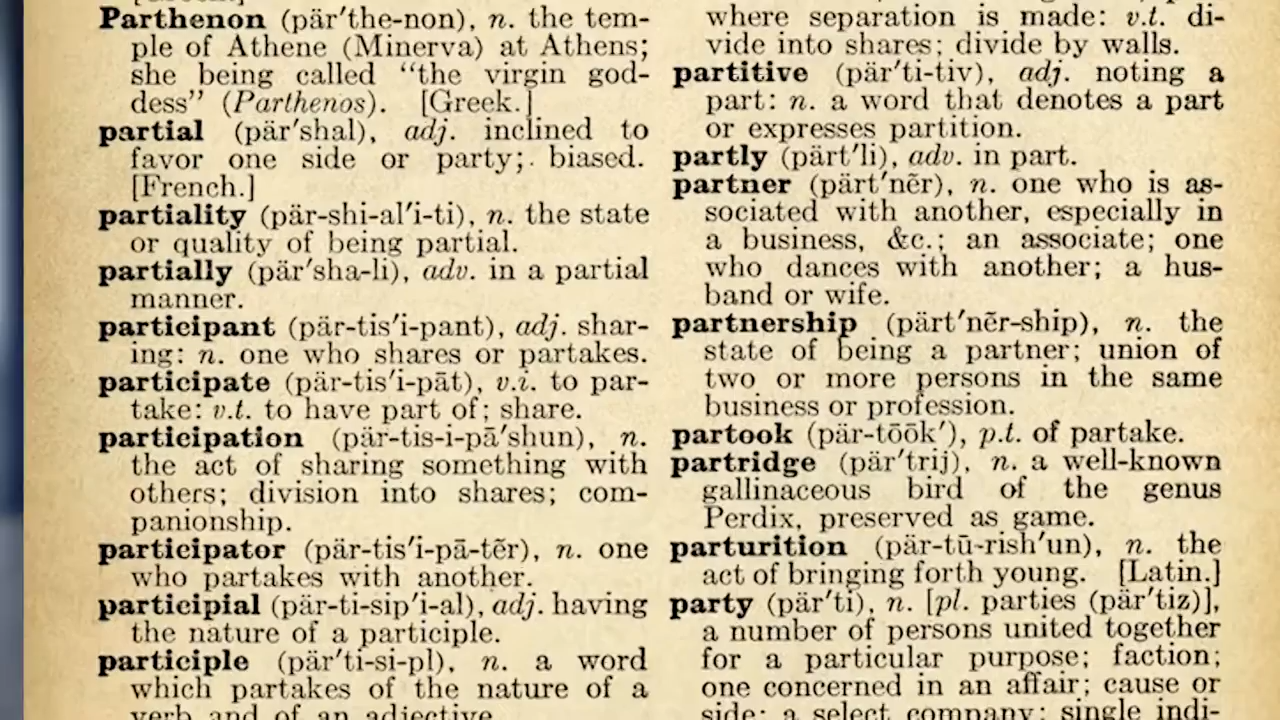 [Greek.]
Parthenon (pär′the-non), n. the tem-
ple of Athene (Minerva) at Athens;
she being called “the virgin god-
dess” (Parthenos). [Greek.]
partial (pär′shal), adj. inclined to
favor one side or party; biased.
[French.]
partiality (pär-shi-al′i-ti), n. the state
or quality of being partial.
partially (pär′sha-li), adv. in a partial
manner.
participant (pär-tis′i-pant), adj. shar-
ing: n. one who shares or partakes.
participate (pär-tis′i-pāt), v.i. to par-
take: v.t. to have part of; share.
participation (pär-tis-i-pā′shun), n.
the act of sharing something with
others; division into shares; com-
panionship.
participator (pär-tis′i-pā-tẽr), n. one
who partakes with another.
participial (pär-ti-sip′i-al), adj. having
the nature of a participle.
participle (pär′ti-si-pl), n. a word
which partakes of the nature of a
verb and of an adjective.
where separation is made: v.t. di-
vide into shares; divide by walls.
partitive (pär′ti-tiv), adj. noting a
part: n. a word that denotes a part
or expresses partition.
partly (pärt′li), adv. in part.
partner (pärt′nẽr), n. one who is as-
sociated with another, especially in
a business, &c.; an associate; one
who dances with another; a hus-
band or wife.
partnership (pärt′nẽr-ship), n. the
state of being a partner; union of
two or more persons in the same
business or profession.
partook (pär-tōōk′), p.t. of partake.
partridge (pär′trij), n. a well-known
gallinaceous bird of the genus
Perdix, preserved as game.
parturition (pär-tū-rish′un), n. the
act of bringing forth young. [Latin.]
party (pär′ti), n. [pl. parties (pär′tiz)],
a number of persons united together
for a particular purpose; faction;
one concerned in an affair; cause or
side; a select company; single indi-